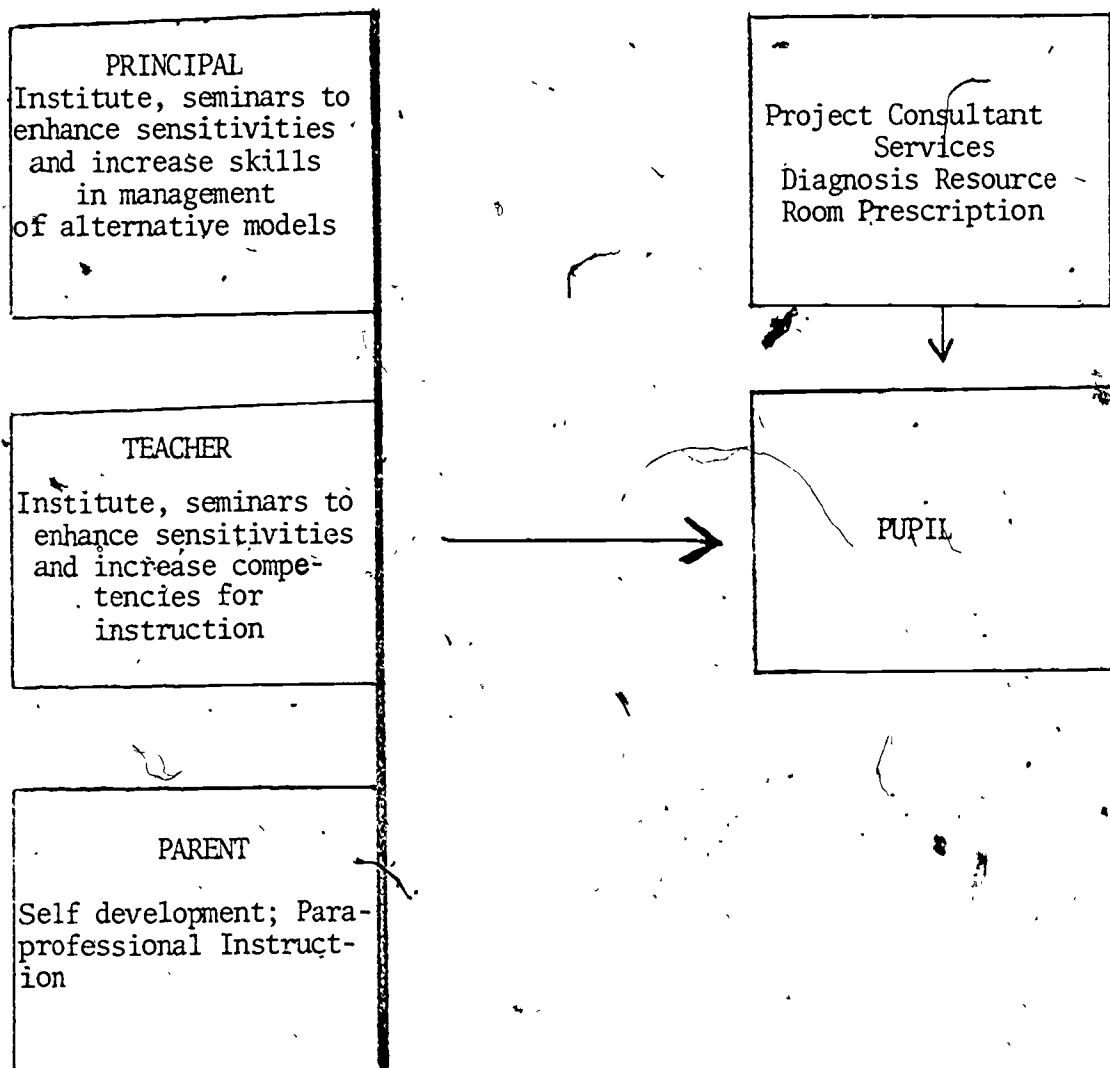 PRINCIPAL
Institute, seminars to
enhance sensitivities
and increase skills
in management
of alternative models
Project Consultant
Services
Diagnosis Resource
Room Prescription
TEACHER
Institute, seminars to
enhance sensitivities
and increase compe-
tencies for
instruction
PUPIL
PARENT
Self development; Para-
professional Instruct-
ion